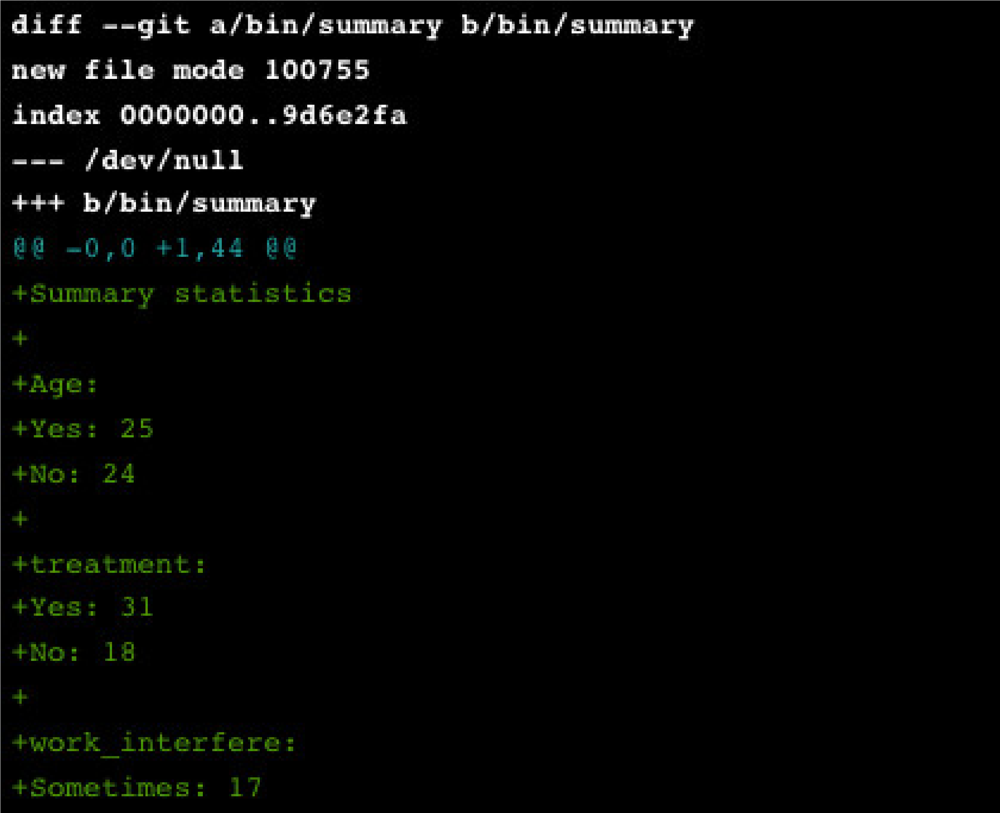 diff --git a/bin/summary b/bin/summary
new file mode 100755
index 0000000..9d6e2fa
--- /dev/null
+++ b/bin/summary
@@ -0,0 +1,44 @@
+Summary statistics
+
+Age:
+Yes: 25
+No: 24
+
+treatment:
+Yes: 31
+No: 18
+
+work_interfere:
+Sometimes: 17